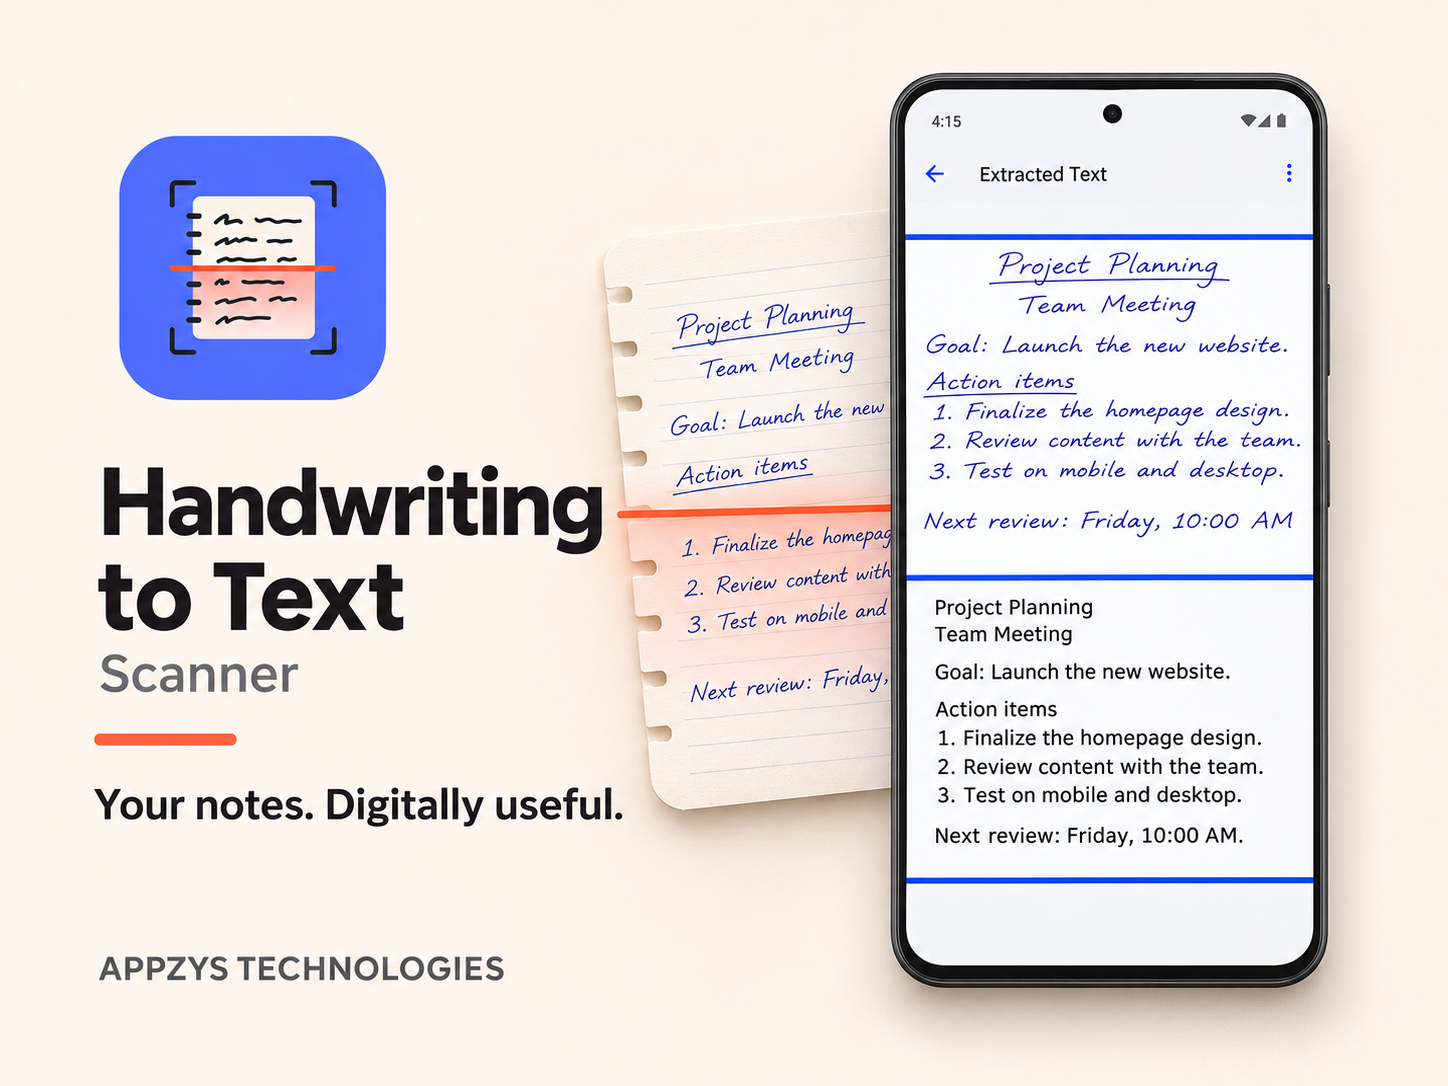 Handwriting
to Text
Scanner
Your notes. Digitally useful.
APPZYS TECHNOLOGIES
Project Planning
Team Meeting
Goal: Launch the new
Action items
1. Finalize the homepag
2. Review content with
3. Test on mobile and
Next review: Friday,
4:15
Extracted Text
Project Planning
Team Meeting
Goal: Launch the new website.
Action items
1. Finalize the homepage design.
2. Review content with the team.
3. Test on mobile and desktop.
Next review: Friday, 10:00 AM
Project Planning
Team Meeting
Goal: Launch the new website.
Action items
1. Finalize the homepage design.
2. Review content with the team.
3. Test on mobile and desktop.
Next review: Friday, 10:00 AM.